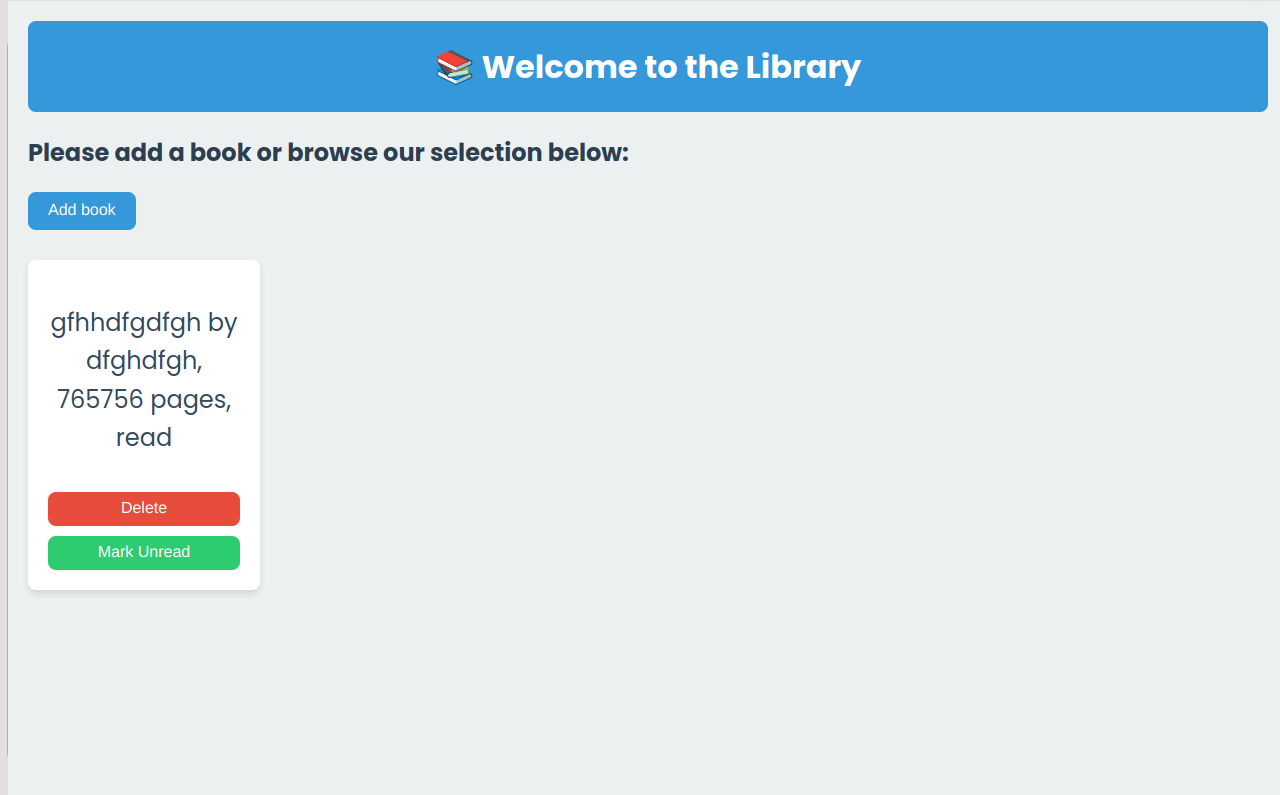 📚 Welcome to the Library
Please add a book or browse our selection below:
Add book
gfhhdfgdfgh by
dfghdfgh,
765756 pages,
read
Delete
Mark Unread